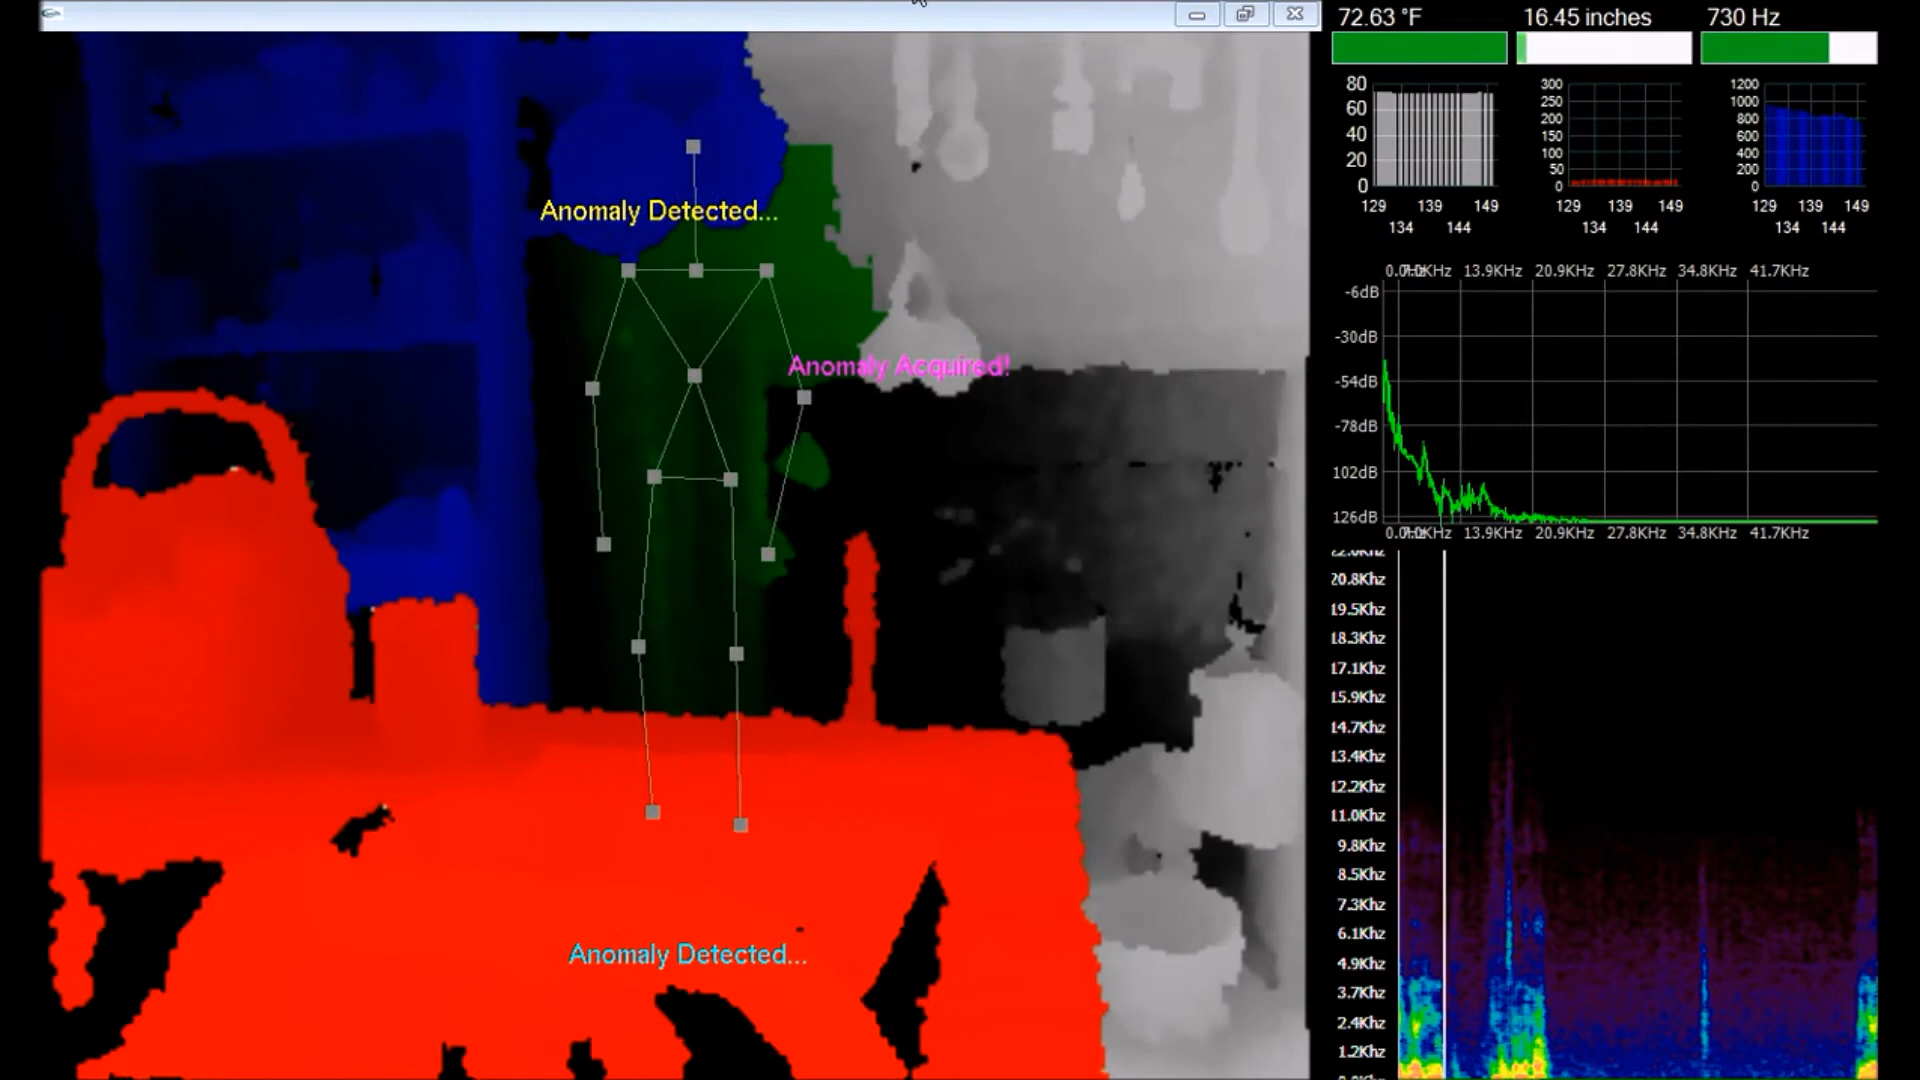 72.63 °F 16.45 inches 730 Hz
80
60
40
20
0
129 139 149
134 144
300
250
200
150
100
50
0
129 139 149
134 144
1200
1000
800
600
400
200
0
129 139 149
134 144
Anomaly Detected...
Anomaly Acquired!
Anomaly Detected...
13.9KHz 20.9KHz 27.8KHz 34.8KHz 41.7KHz
-6dB
-30dB
-54dB
-78dB
102dB
126dB
13.9KHz 20.9KHz 27.8KHz 34.8KHz 41.7KHz
20.8Khz
19.5Khz
18.3Khz
17.1Khz
15.9Khz
14.7Khz
13.4Khz
12.2Khz
11.0Khz
9.8Khz
8.5Khz
7.3Khz
6.1Khz
4.9Khz
3.7Khz
2.4Khz
1.2Khz